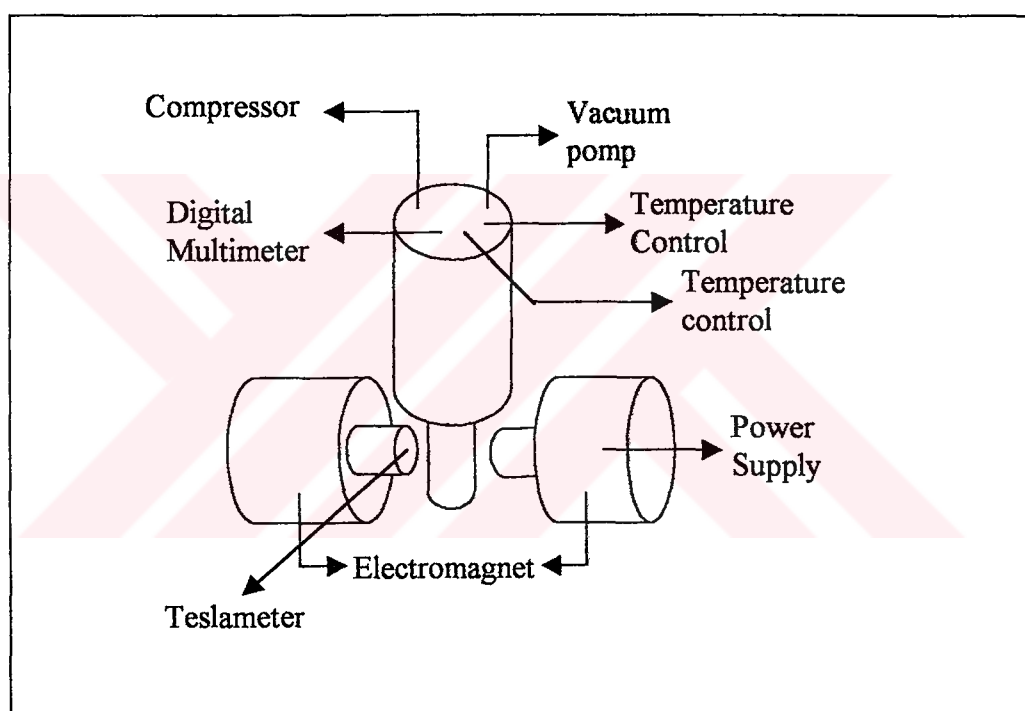 Compressor
Vacuum
pomp
Digital
Multimeter
Temperature
Control
Temperature
control
Power
Supply
Electromagnet
Teslameter